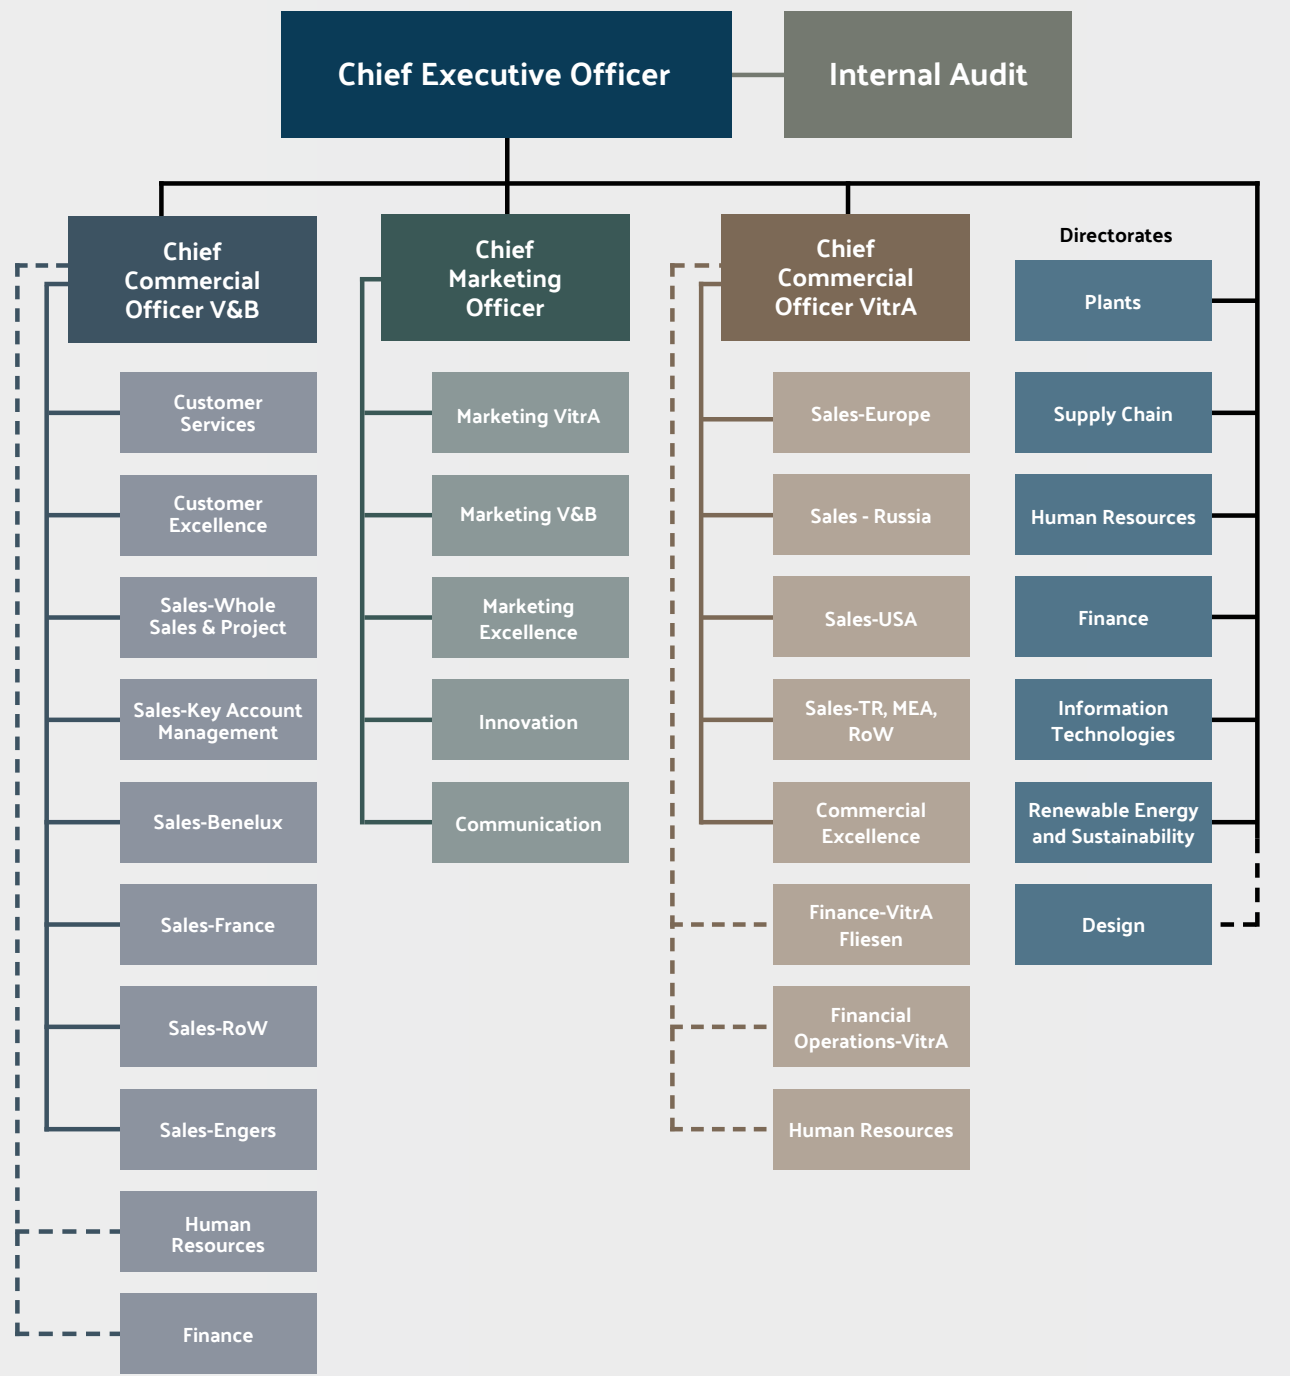 Chief Executive Officer
Internal Audit
Chief
Commercial
Officer V&B
Customer
Services
Customer
Excellence
Sales-Whole
Sales & Project
Sales-Key Account
Management
Sales-Benelux
Sales-France
Sales-RoW
Sales-Engers
Human
Resources
Finance
Chief
Marketing
Officer
Marketing VitrA
Marketing V&B
Marketing
Excellence
Innovation
Communication
Chief
Commercial
Officer VitrA
Sales-Europe
Sales - Russia
Sales-USA
Sales-TR, MEA,
RoW
Commercial
Excellence
Finance-VitrA
Fliesen
Financial
Operations-VitrA
Human Resources
Directorates
Plants
Supply Chain
Human Resources
Finance
Information
Technologies
Renewable Energy
and Sustainability
Design